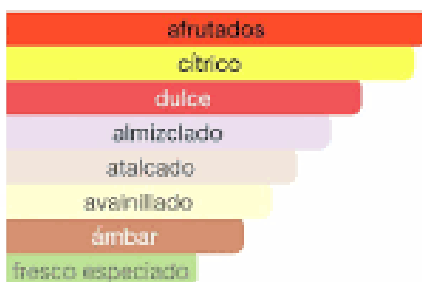 afrutados
cítrico
dulce
almizclado
atalcado
avainillado
ámbar
fresco especiado